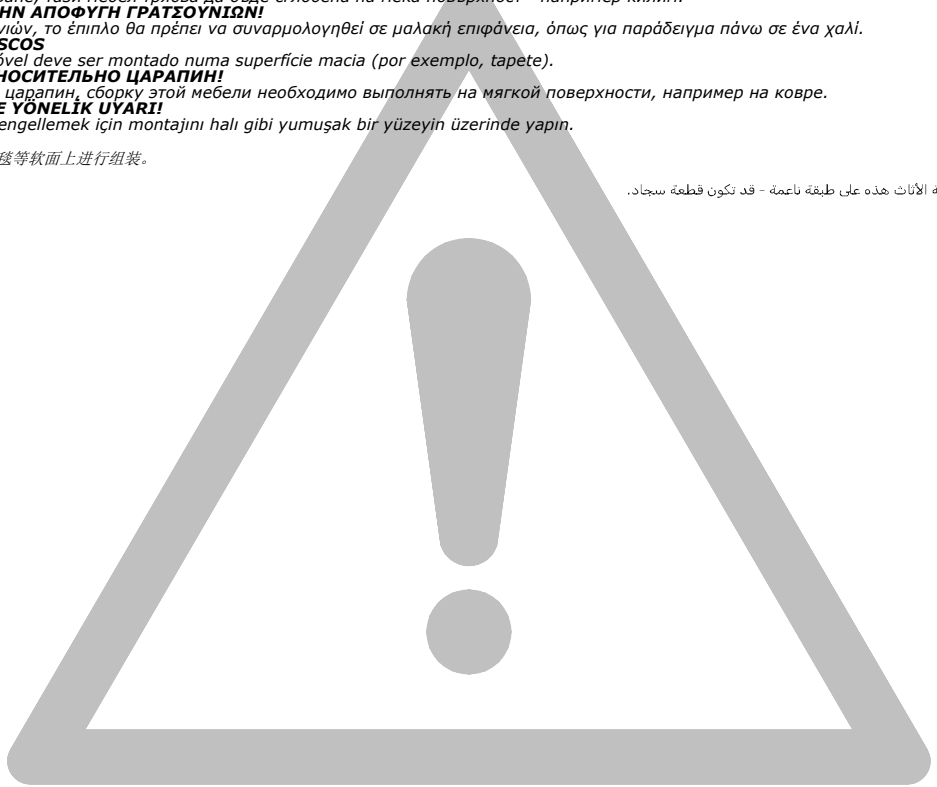 ΗΝ ΑΠΟΦΥΓΗ ΓΡΑΤΣΟΥΝΙΩΝ!
νιών, το έπιπλο θα πρέπει να συναρμολογηθεί σε μαλακή επιφάνεια, όπως για παράδειγμα πάνω σε ένα χαλί.
SCOS
óvel deve ser montado numa superfície macia (por exemplo, tapete).
НОСИТЕЛЬНО ЦАРАПИН!
царапин, сборку этой мебели необходимо выполнять на мягкой поверхности, например на ковре.
E YÖNELİK UYARI!
engellemek için montajını halı gibi yumuşak bir yüzeyin üzerinde yapın.
毯等软面上进行组装。
ة الأثاث هذه على طبقة ناعمة - قد تكون قطعة سجاد.